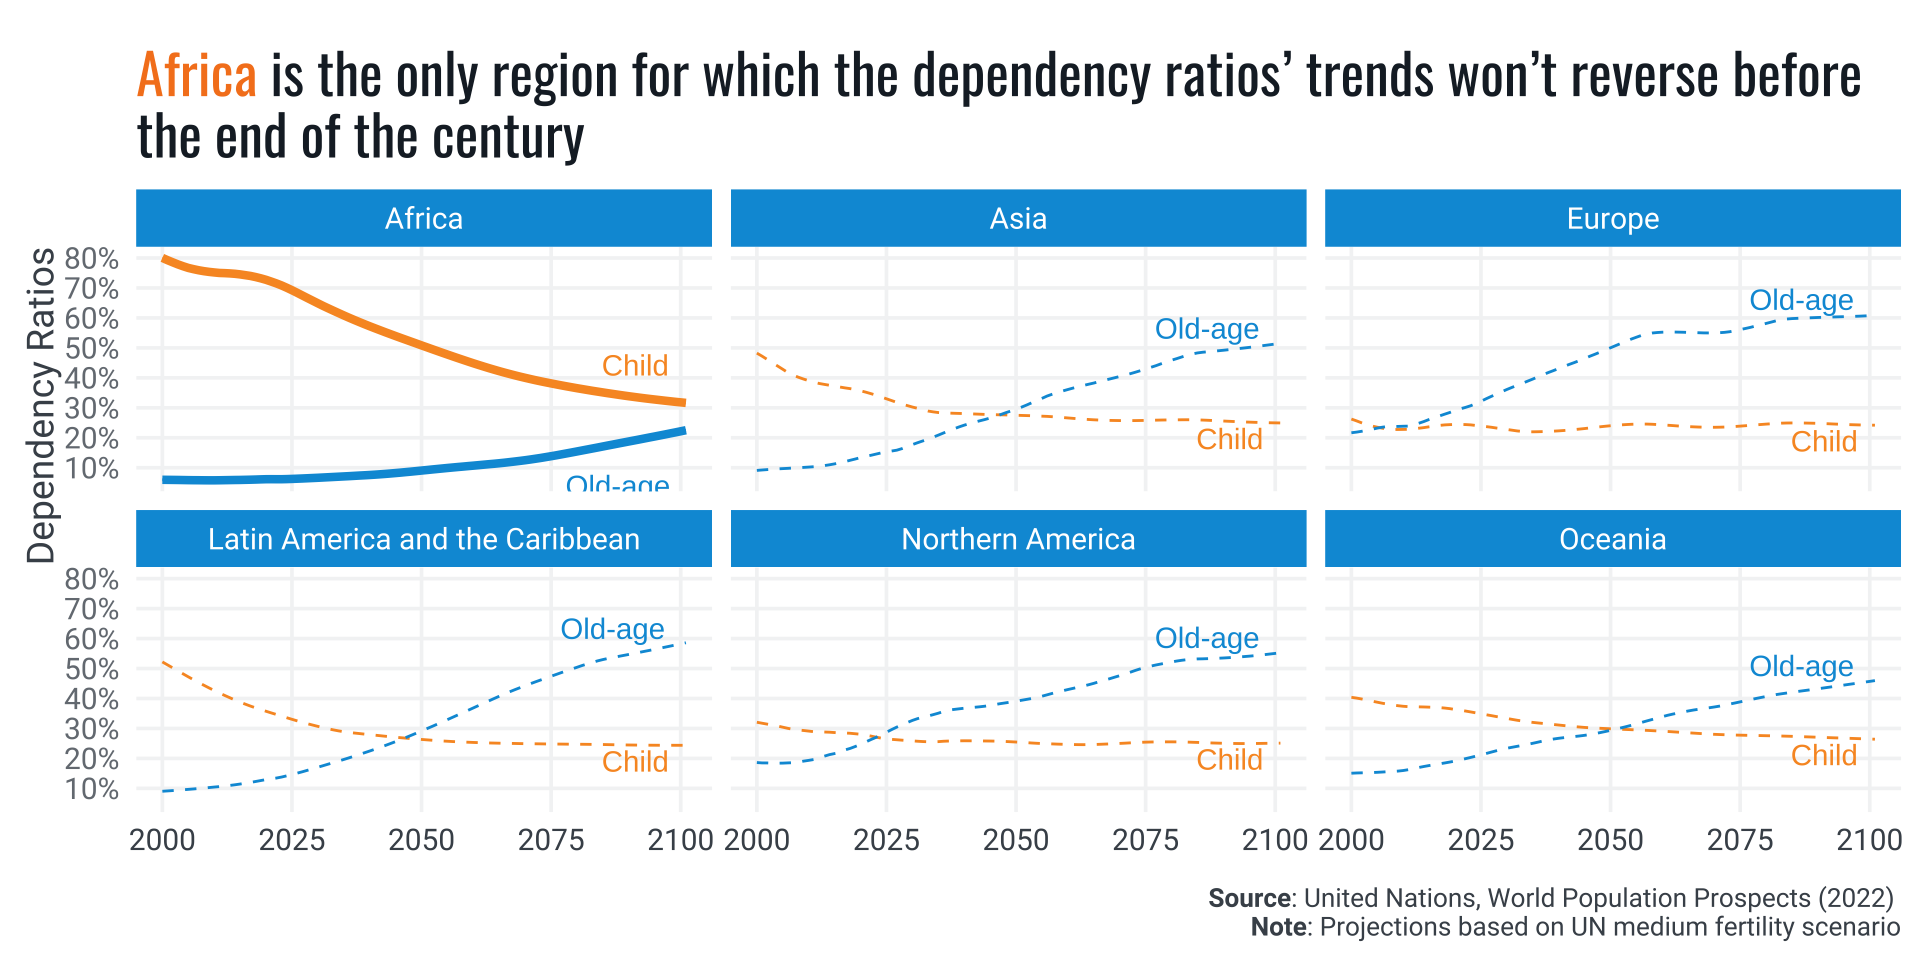 Africa is the only region for which the dependency ratios’ trends won’t reverse before
the end of the century
Dependency Ratios
Africa
80%
70%
60%
50%
40%
30%
20%
10%
Child
Old-age
Asia
Old-age
Child
Europe
Old-age
Child
Latin America and the Caribbean
80%
70%
60%
50%
40%
30%
20%
10%
Old-age
Child
Northern America
Old-age
Child
Oceania
Old-age
Child
2000 2025 2050 2075 2100 2000 2025 2050 2075 2100 2000 2025 2050 2075 2100
Source: United Nations, World Population Prospects (2022)
Note: Projections based on UN medium fertility scenario